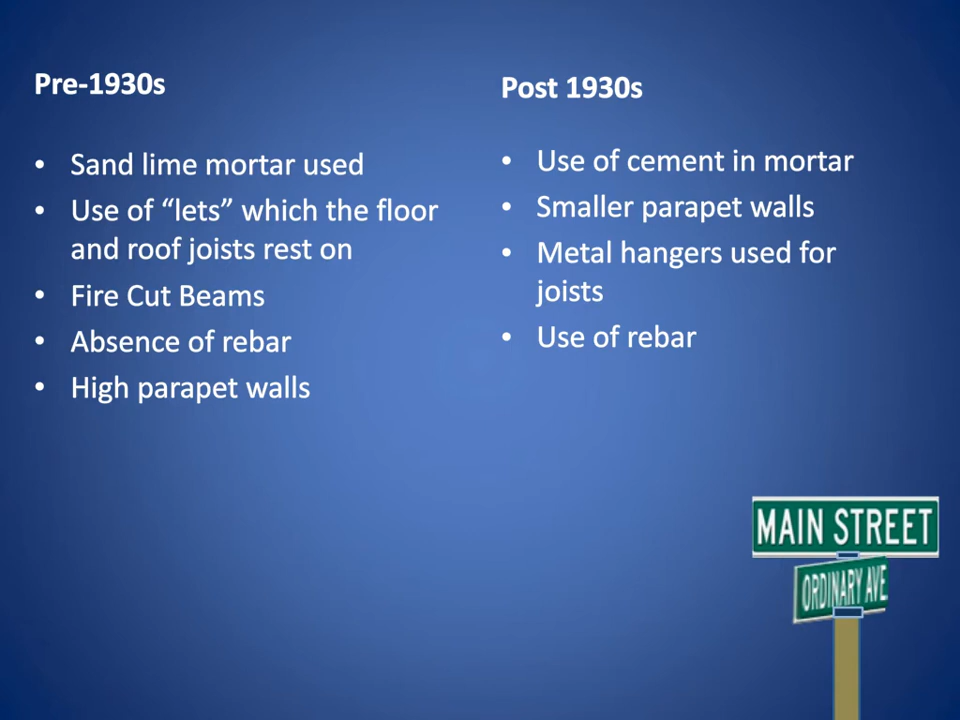 Pre-1930s
• Sand lime mortar used
• Use of “lets” which the floor
and roof joists rest on
• Fire Cut Beams
• Absence of rebar
• High parapet walls
Post 1930s
• Use of cement in mortar
• Smaller parapet walls
• Metal hangers used for
joists
• Use of rebar
MAIN STREET
ORDINARY AVE